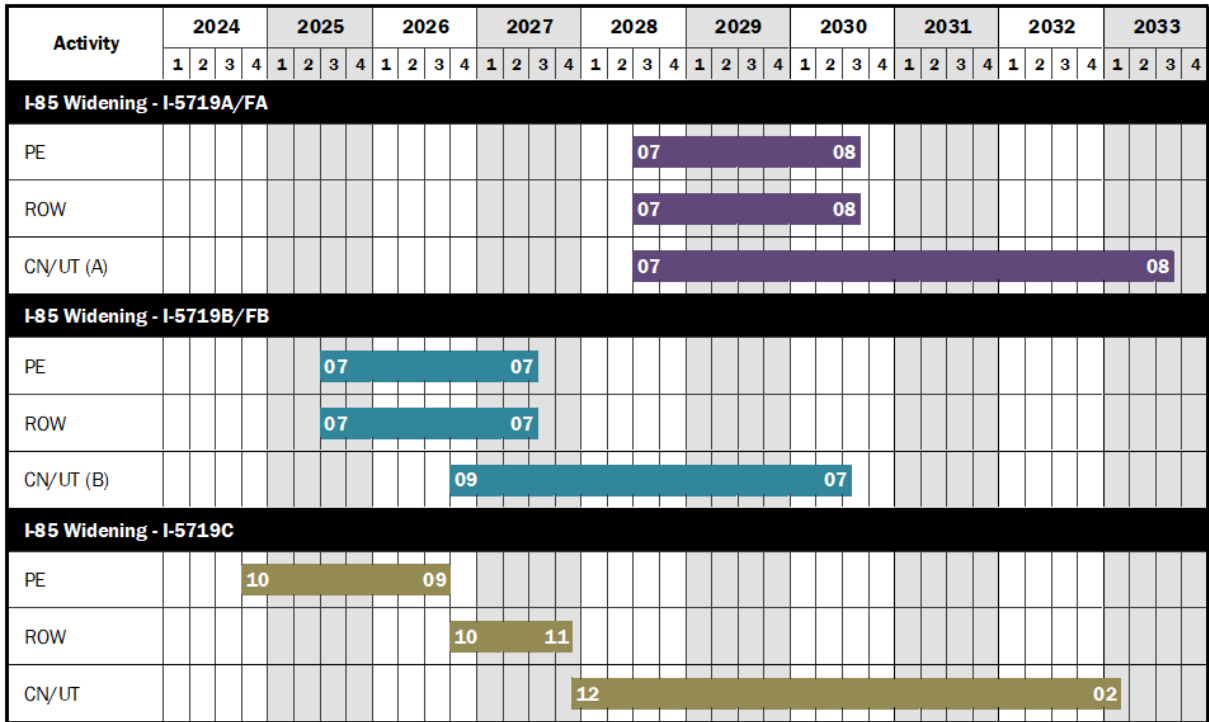 Activity 2024 2025 2026 2027 2028 2029 2030 2031 2032 2033
1 2 3 4 1 2 3 4 1 2 3 4 1 2 3 4 1 2 3 4 1 2 3 4 1 2 3 4 1 2 3 4 1 2 3 4 1 2 3 4
I-85 Widening - I-5719A/FA
PE 07 08
ROW 07 08
CN/UT (A) 07 08
I-85 Widening - I-5719B/FB
PE 07 07
ROW 07 07
CN/UT (B) 09 07
I-85 Widening - I-5719C
PE 10 09
ROW 10 11
CN/UT 12 02